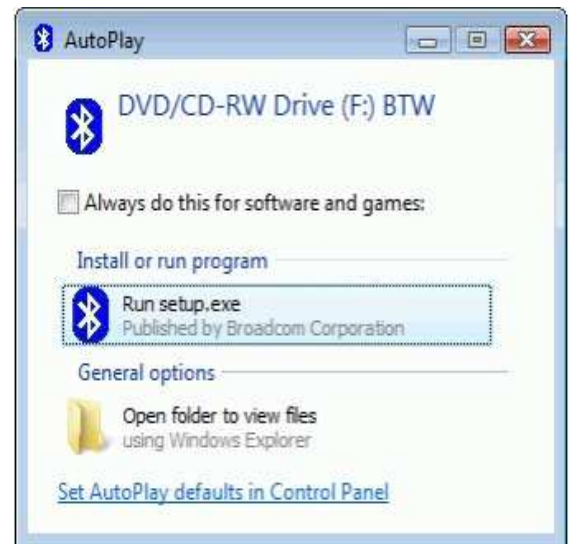 AutoPlay
DVD/CD-RW Drive (F:) BTW
Always do this for software and games:
Install or run program
Run setup.exe
Published by Broadcom Corporation
General options
Open folder to view files
using Windows Explorer
Set AutoPlay defaults in Control Panel